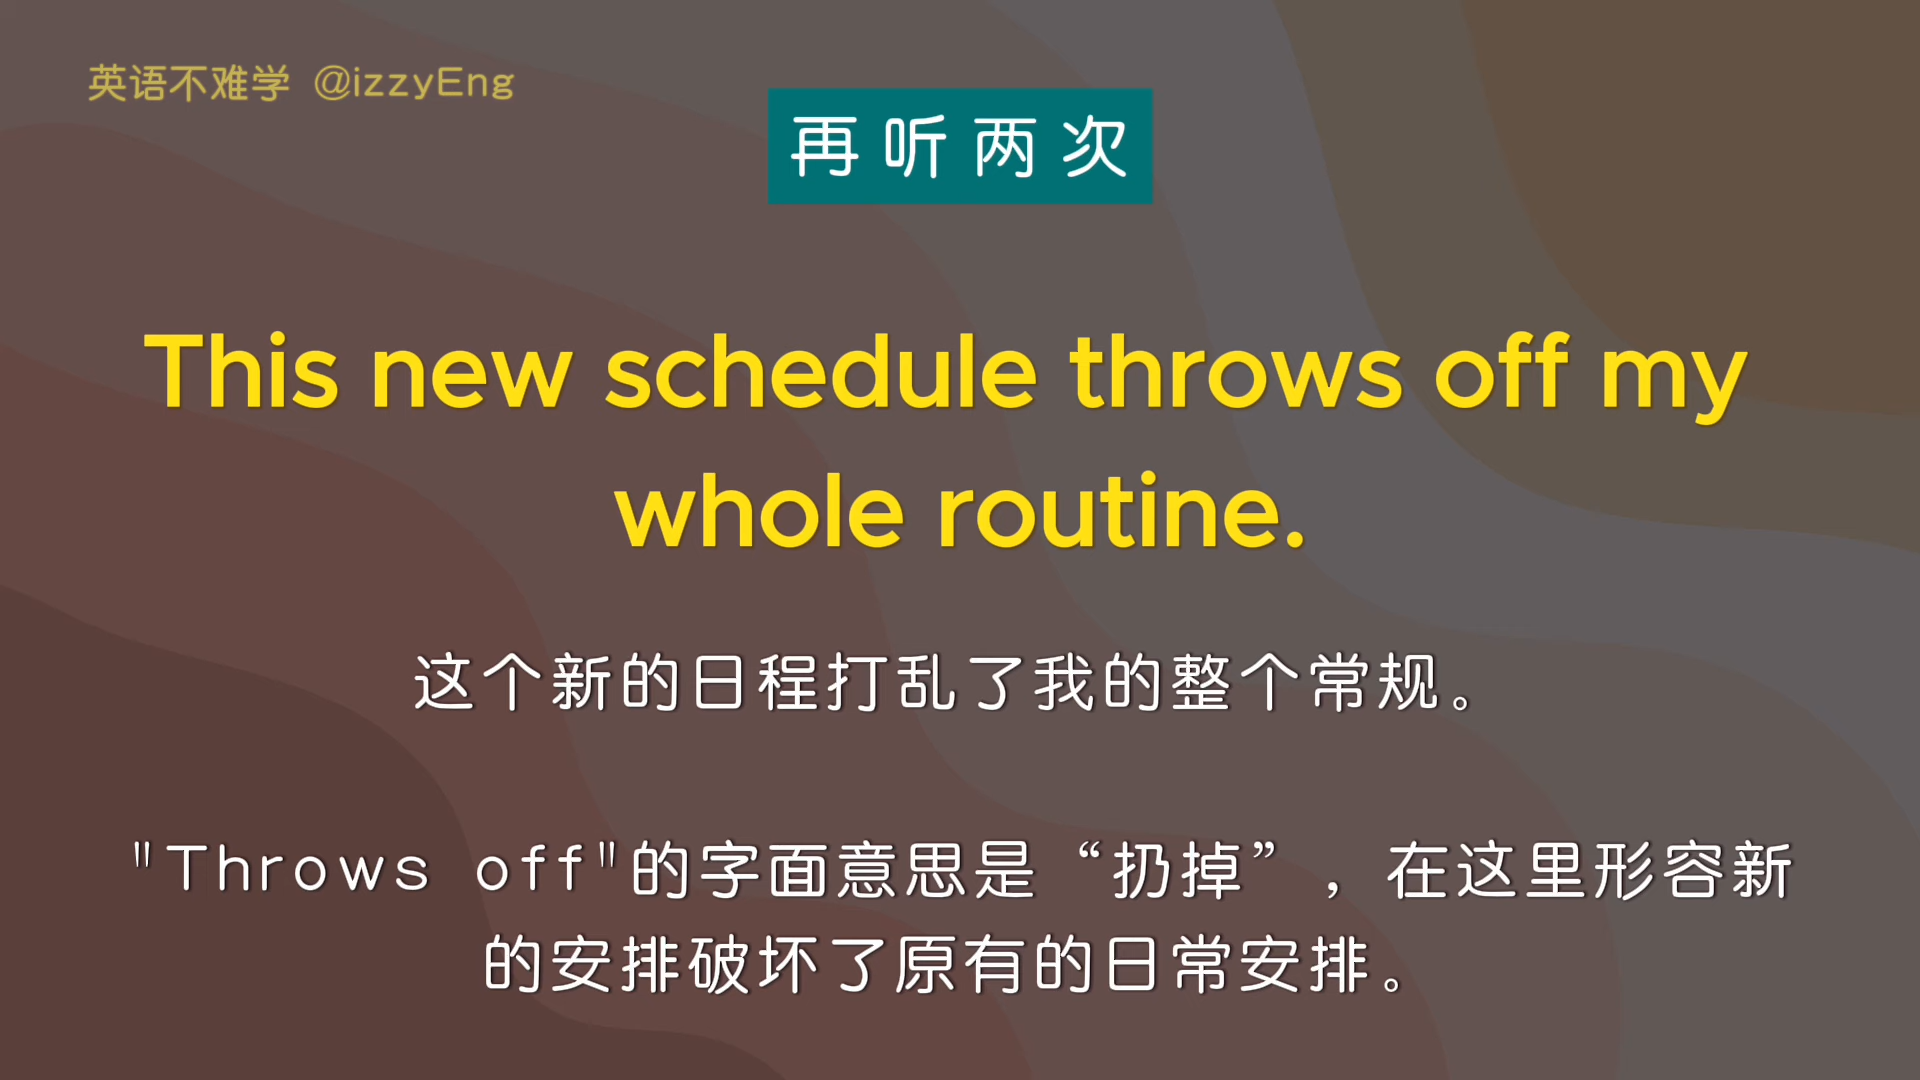 英语不难学 @izzyEng
再听两次
This new schedule throws off my
whole routine.
这个新的日程打乱了我的整个常规。
"Throws off"的字面意思是“扔掉”，在这里形容新
的安排破坏了原有的日常安排。